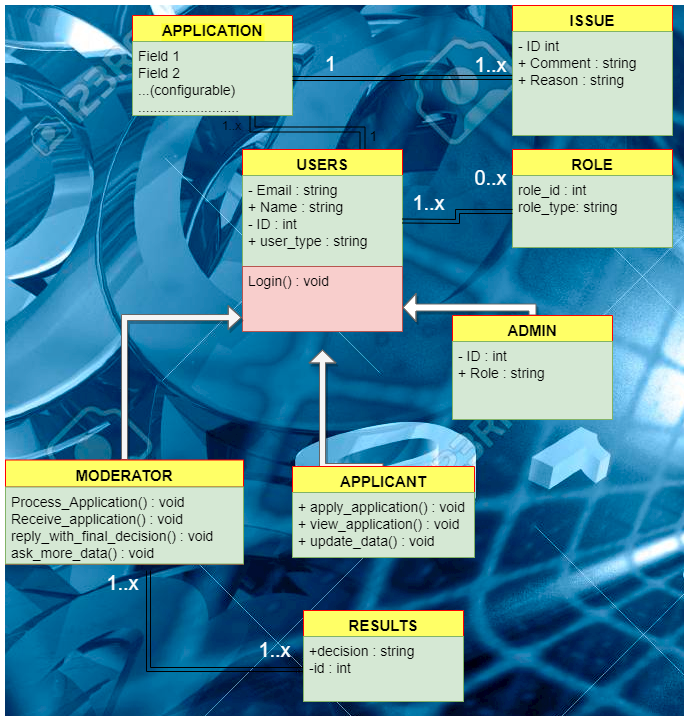 APPLICATION
Field 1
Field 2
...(configurable)
..........................
ISSUE
- ID int
+ Comment : string
+ Reason : string
1
1..x
1..x
1
USERS
- Email : string
+ Name : string
- ID : int
+ user_type : string
Login() : void
ROLE
role_id : int
role_type: string
0..x
1..x
ADMIN
- ID : int
+ Role : string
MODERATOR
Process_Application() : void
Receive_application() : void
reply_with_final_decision() : void
ask_more_data() : void
APPLICANT
+ apply_application() : void
+ view_application() : void
+ update_data() : void
1..x
1..x
RESULTS
+decision : string
-id : int